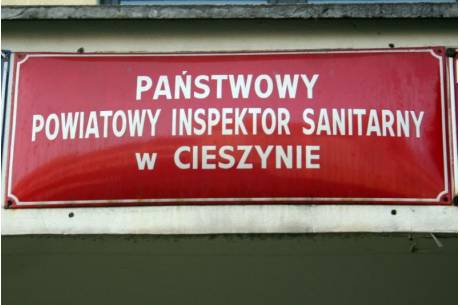 PAŃSTWOWY
POWIATOWY INSPEKTOR SANITARNY
w CIESZYNIE